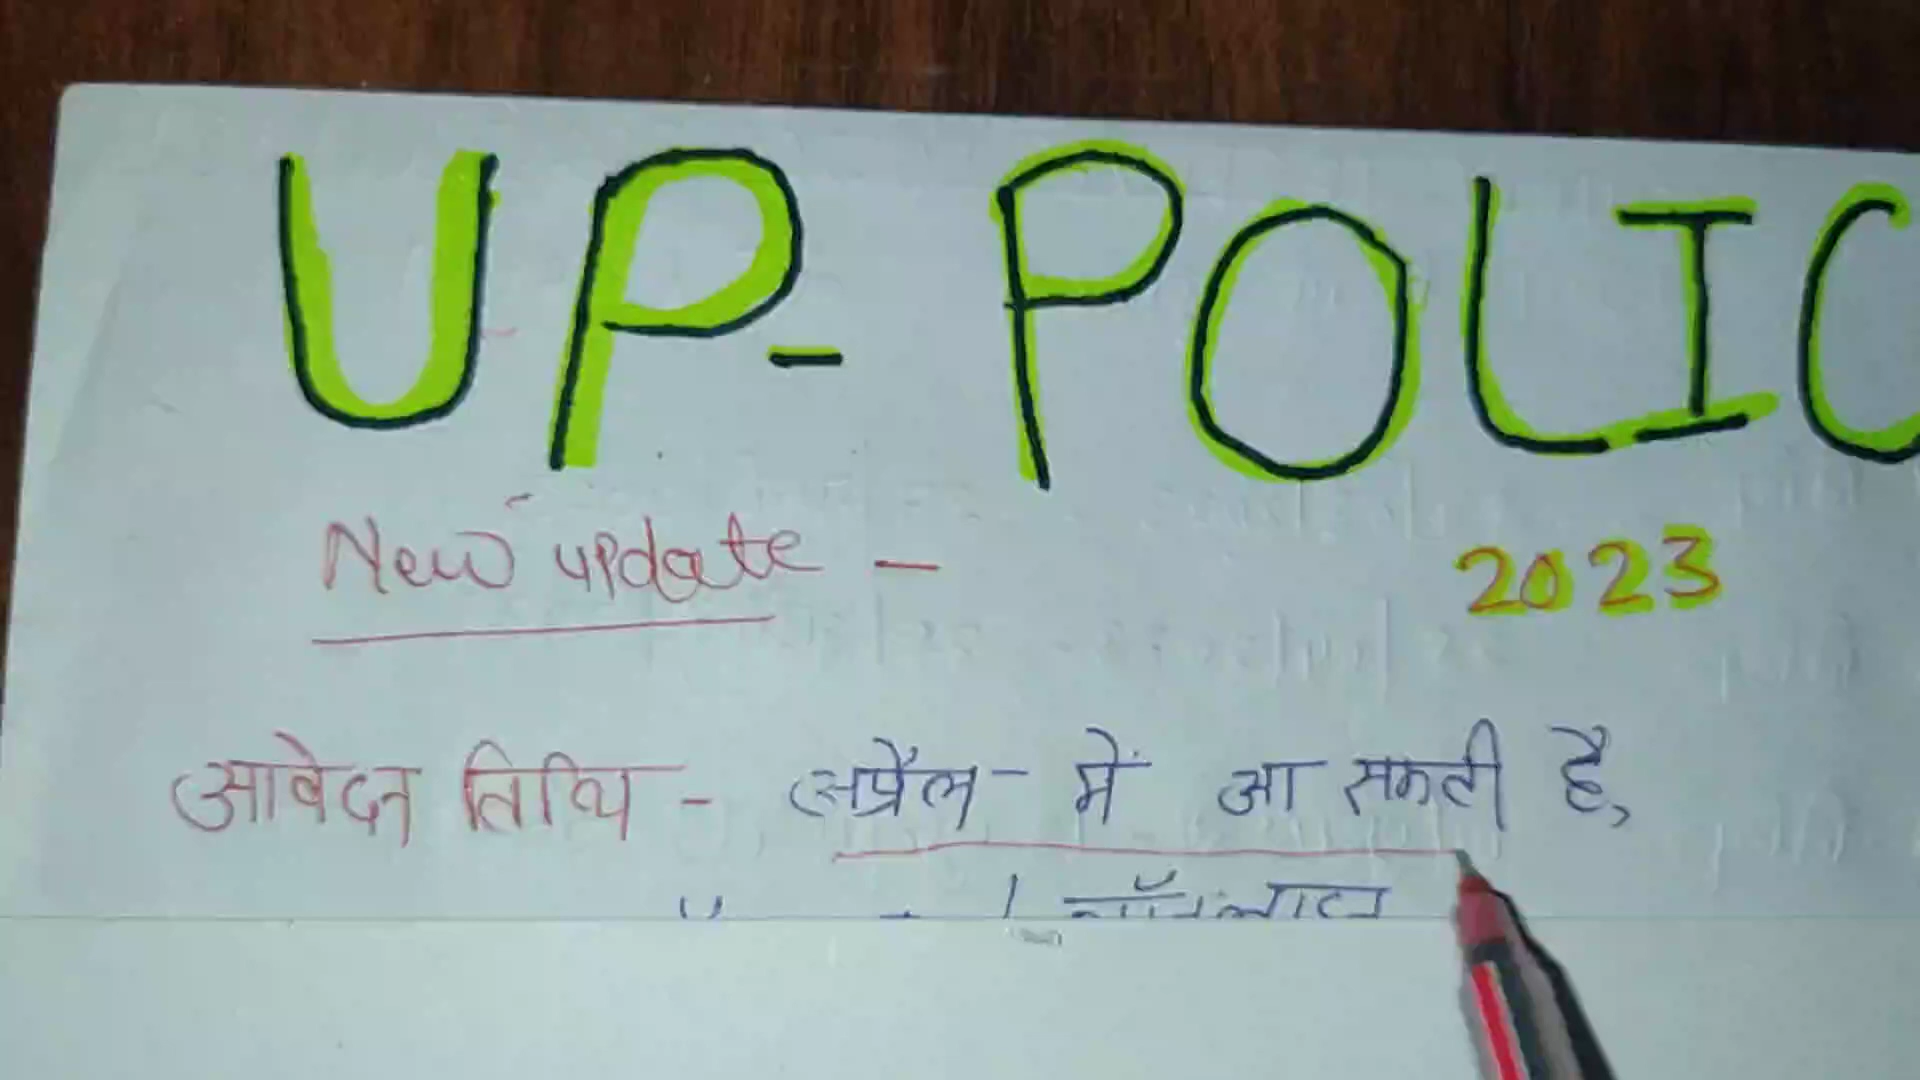 UP- POLIC
New update -
2023
आवेदन तिथि - अप्रैल - में आ सकती है,